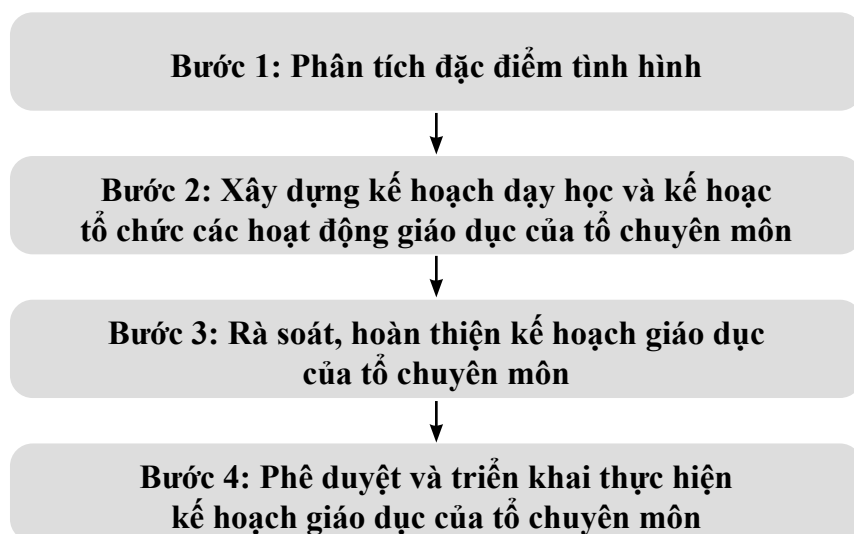 Bước 1: Phân tích đặc điểm tình hình
Bước 2: Xây dựng kế hoạch dạy học và kế hoạc
tổ chức các hoạt động giáo dục của tổ chuyên môn
Bước 3: Rà soát, hoàn thiện kế hoạch giáo dục
của tổ chuyên môn
Bước 4: Phê duyệt và triển khai thực hiện
kế hoạch giáo dục của tổ chuyên môn